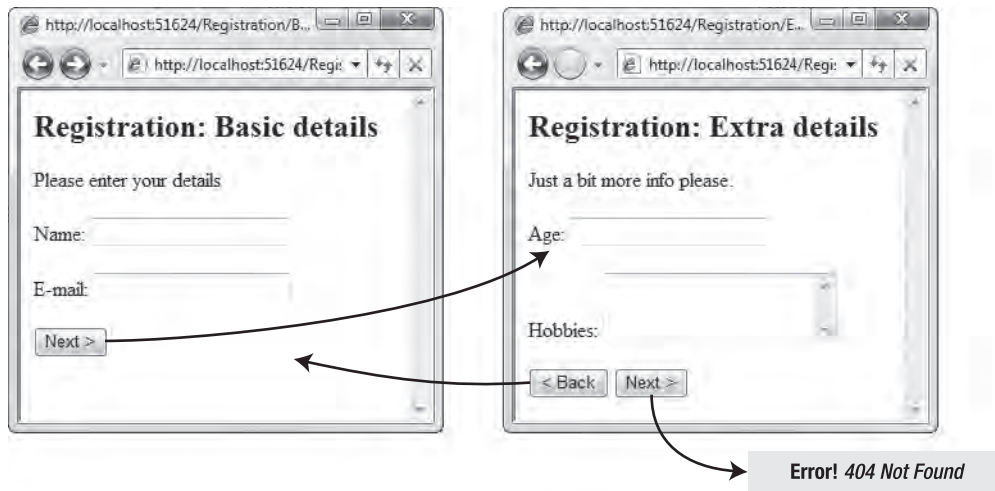 http://localhost:51624/Registration/B...
http://localhost:51624/Regis
Registration: Basic details
Please enter your details
Name:
E-mail:
Next >
http://localhost:51624/Registration/E...
http://localhost:51624/Regis
Registration: Extra details
Just a bit more info please.
Age:
Hobbies:
< Back
Next >
Error! 404 Not Found